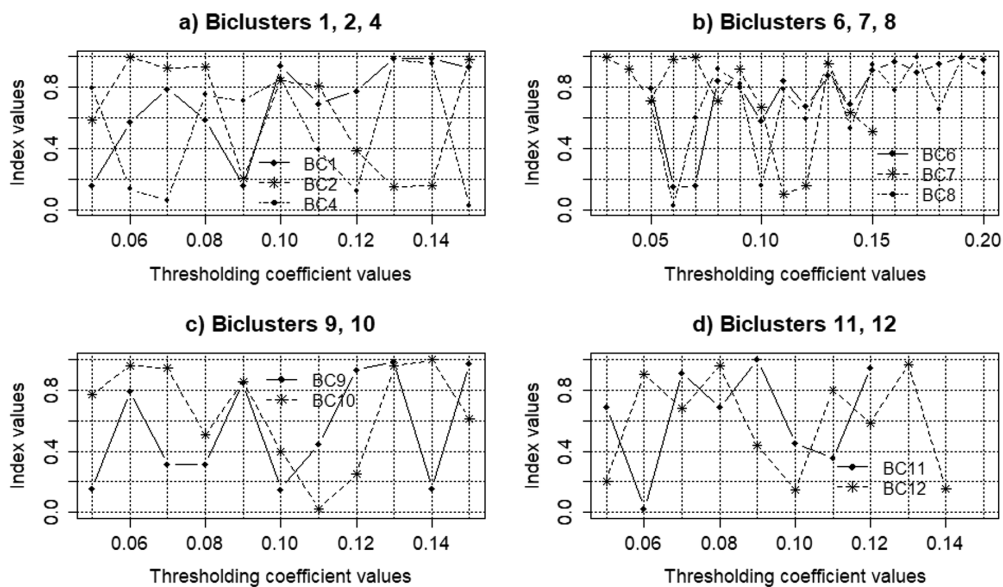 a) Biclusters 1, 2, 4
Index values
0.0 0.4 0.8
BC1
BC2
BC4
0.06 0.08 0.10 0.12 0.14
Thresholding coefficient values
b) Biclusters 6, 7, 8
Index values
0.0 0.4 0.8
BC6
BC7
BC8
0.05 0.10 0.15 0.20
Thresholding coefficient values
c) Biclusters 9, 10
Index values
0.0 0.4 0.8
BC9
BC10
0.06 0.08 0.10 0.12 0.14
Thresholding coefficient values
d) Biclusters 11, 12
Index values
0.0 0.4 0.8
BC11
BC12
0.06 0.08 0.10 0.12 0.14
Thresholding coefficient values